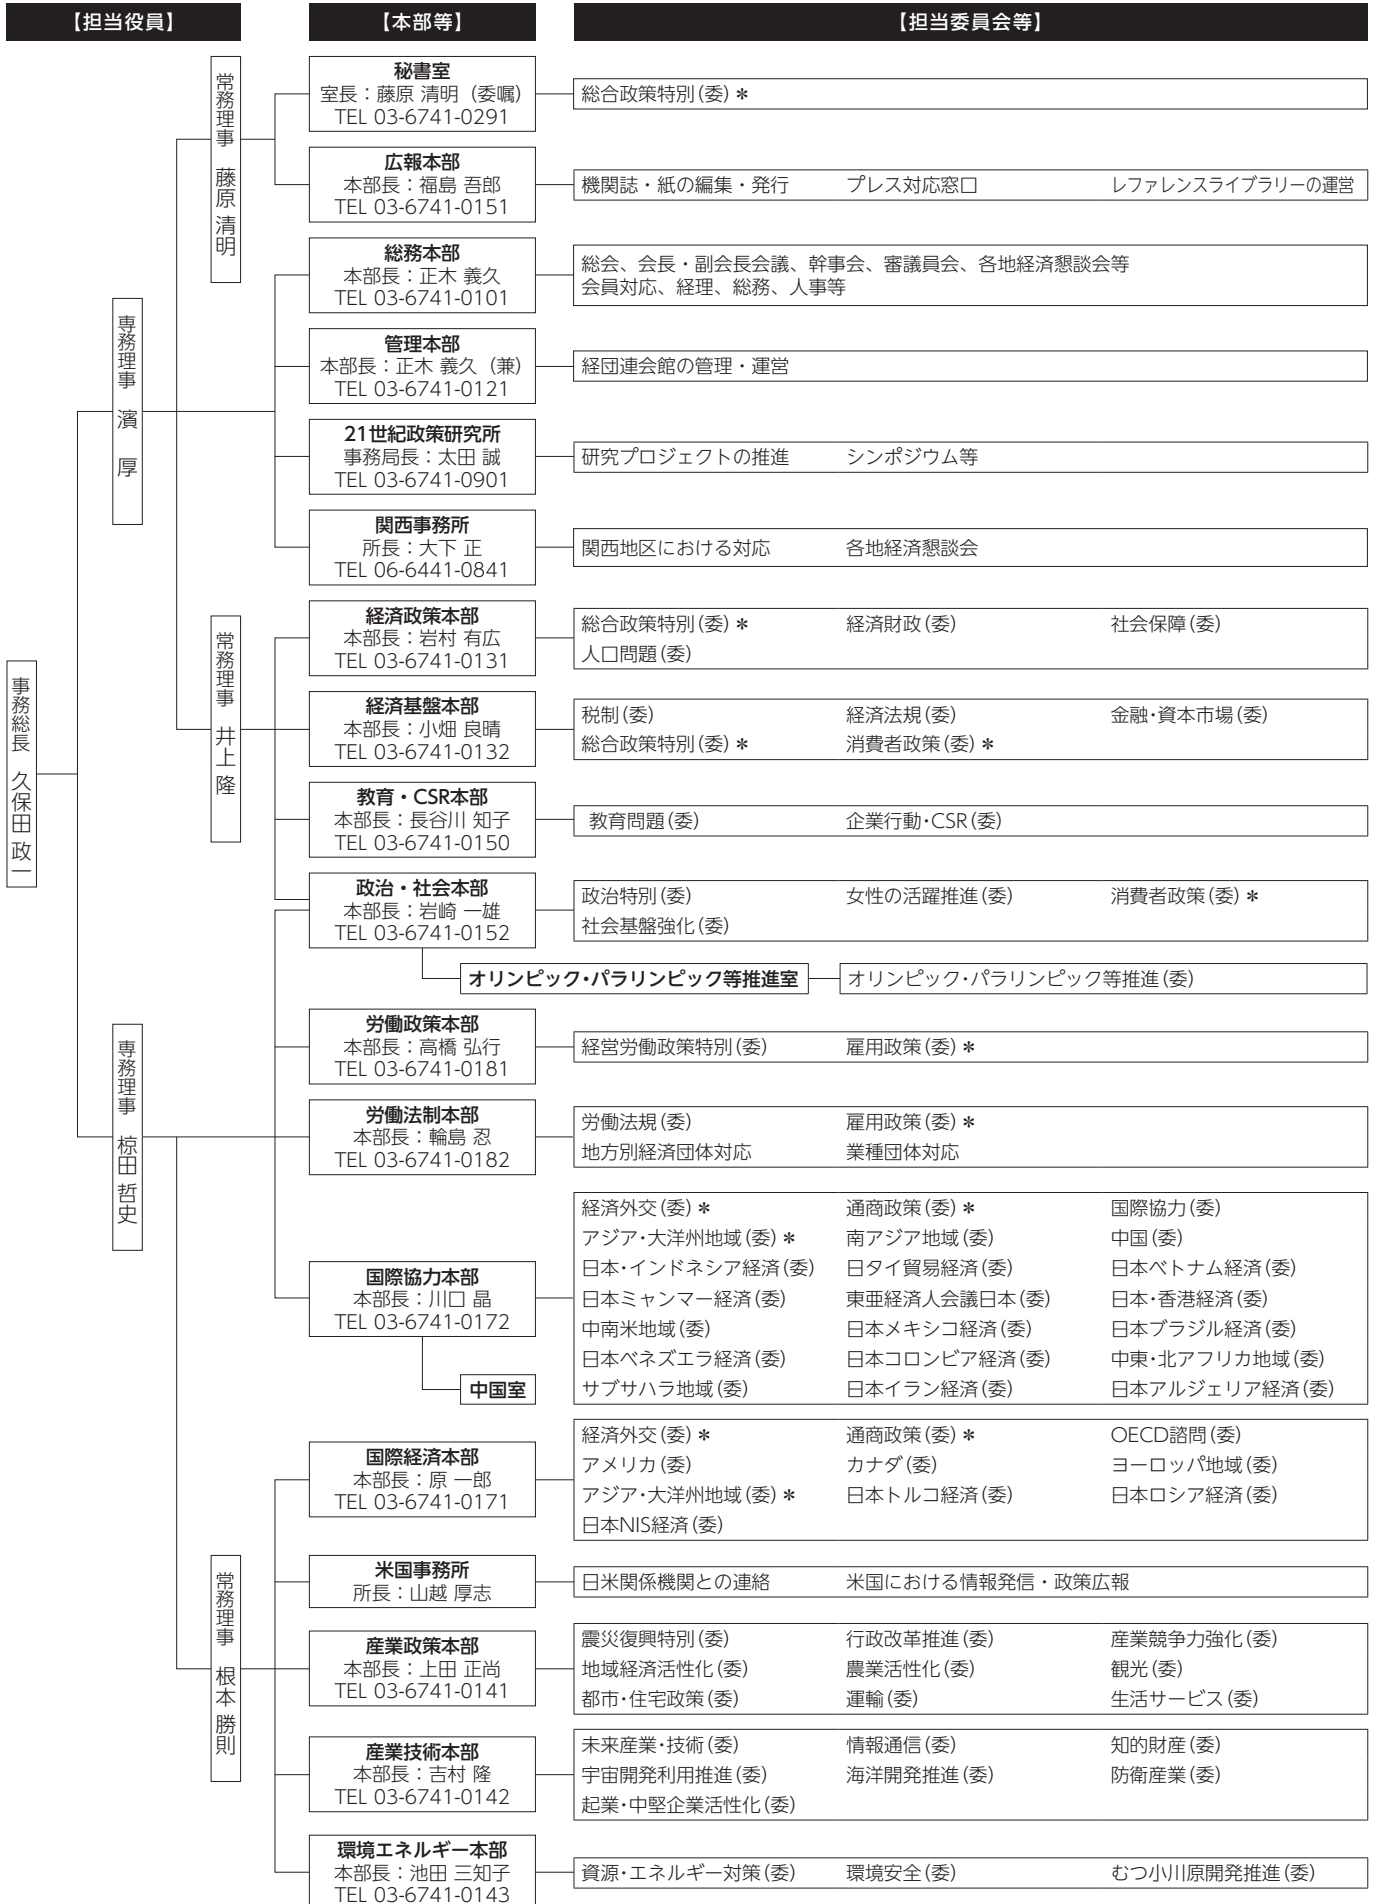 【担当役員】
【本部等】
【担当委員会等】
事務総長 久保田 政一
専務理事 濱 厚
常務理事 藤原 清明
秘書室
室長：藤原 清明（委嘱）
TEL 03-6741-0291
総合政策特別(委)＊
広報本部
本部長：福島 吾郎
TEL 03-6741-0151
機関誌・紙の編集・発行 プレス対応窓口 レファレンスライブラリーの運営
総務本部
本部長：正木 義久
TEL 03-6741-0101
総会、会長・副会長会議、幹事会、審議員会、各地経済懇談会等
会員対応、経理、総務、人事等
管理本部
本部長：正木 義久（兼）
TEL 03-6741-0121
経団連会館の管理・運営
21世紀政策研究所
事務局長：太田 誠
TEL 03-6741-0901
研究プロジェクトの推進 シンポジウム等
関西事務所
所長：大下 正
TEL 06-6441-0841
関西地区における対応 各地経済懇談会
常務理事 井上 隆
経済政策本部
本部長：岩村 有広
TEL 03-6741-0131
総合政策特別(委)＊ 経済財政(委) 社会保障(委)
人口問題(委)
経済基盤本部
本部長：小畑 良晴
TEL 03-6741-0132
税制(委) 経済法規(委) 金融・資本市場(委)
総合政策特別(委)＊ 消費者政策(委)＊
教育・CSR本部
本部長：長谷川 知子
TEL 03-6741-0150
教育問題(委) 企業行動・CSR(委)
政治・社会本部
本部長：岩崎 一雄
TEL 03-6741-0152
政治特別(委) 女性の活躍推進(委) 消費者政策(委)＊
社会基盤強化(委)
オリンピック・パラリンピック等推進室 オリンピック・パラリンピック等推進(委)
専務理事 椋田 哲史
労働政策本部
本部長：高橋 弘行
TEL 03-6741-0181
経営労働政策特別(委) 雇用政策(委)＊
労働法制本部
本部長：輪島 忍
TEL 03-6741-0182
労働法規(委) 雇用政策(委)＊
地方別経済団体対応 業種団体対応
国際協力本部
本部長：川口 晶
TEL 03-6741-0172
中国室
経済外交(委)＊ 通商政策(委)＊ 国際協力(委)
アジア・大洋州地域(委)＊ 南アジア地域(委) 中国(委)
日本・インドネシア経済(委) 日タイ貿易経済(委) 日本ベトナム経済(委)
日本ミャンマー経済(委) 東亜経済人会議日本(委) 日本・香港経済(委)
中南米地域(委) 日本メキシコ経済(委) 日本ブラジル経済(委)
日本ベネズエラ経済(委) 日本コロンビア経済(委) 中東・北アフリカ地域(委)
サブサハラ地域(委) 日本イラン経済(委) 日本アルジェリア経済(委)
常務理事 根本 勝則
国際経済本部
本部長：原 一郎
TEL 03-6741-0171
経済外交(委)＊ 通商政策(委)＊ OECD諮問(委)
アメリカ(委) カナダ(委) ヨーロッパ地域(委)
アジア・大洋州地域(委)＊ 日本トルコ経済(委) 日本ロシア経済(委)
日本NIS経済(委)
米国事務所
所長：山越 厚志
日米関係機関との連絡 米国における情報発信・政策広報
産業政策本部
本部長：上田 正尚
TEL 03-6741-0141
震災復興特別(委) 行政改革推進(委) 産業競争力強化(委)
地域経済活性化(委) 農業活性化(委) 観光(委)
都市・住宅政策(委) 運輸(委) 生活サービス(委)
産業技術本部
本部長：吉村 隆
TEL 03-6741-0142
未来産業・技術(委) 情報通信(委) 知的財産(委)
宇宙開発利用推進(委) 海洋開発推進(委) 防衛産業(委)
起業・中堅企業活性化(委)
環境エネルギー本部
本部長：池田 三知子
TEL 03-6741-0143
資源・エネルギー対策(委) 環境安全(委) むつ小川原開発推進(委)